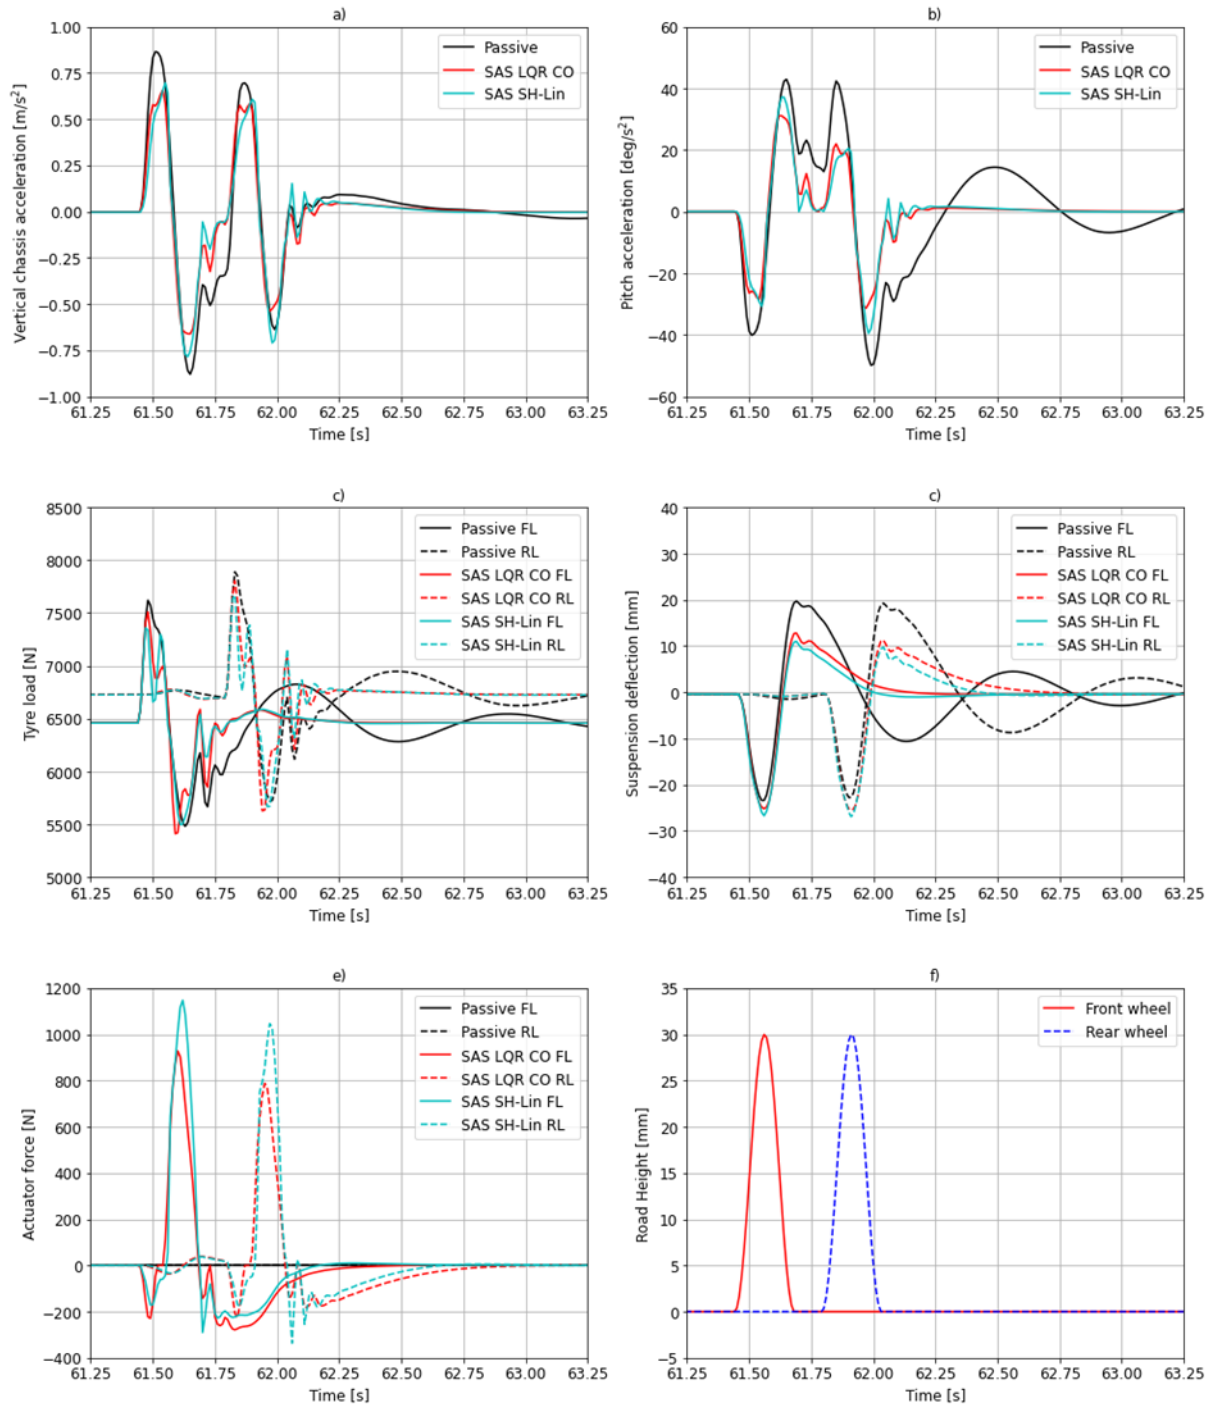 a)
1.00
0.75
0.50
0.25
0.00
−0.25
−0.50
−0.75
−1.00
Vertical chassis acceleration [m/s²]
Passive
SAS LQR CO
SAS SH-Lin
61.25 61.50 61.75 62.00 62.25 62.50 62.75 63.00 63.25
Time [s]
b)
60
40
20
0
−20
−40
−60
Pitch acceleration [deg/s²]
Passive
SAS LQR CO
SAS SH-Lin
61.25 61.50 61.75 62.00 62.25 62.50 62.75 63.00 63.25
Time [s]
c)
8500
8000
7500
7000
6500
6000
5500
5000
Tyre load [N]
Passive FL
Passive RL
SAS LQR CO FL
SAS LQR CO RL
SAS SH-Lin FL
SAS SH-Lin RL
61.25 61.50 61.75 62.00 62.25 62.50 62.75 63.00 63.25
Time [s]
c)
40
30
20
10
0
−10
−20
−30
−40
Suspension deflection [mm]
Passive FL
Passive RL
SAS LQR CO FL
SAS LQR CO RL
SAS SH-Lin FL
SAS SH-Lin RL
61.25 61.50 61.75 62.00 62.25 62.50 62.75 63.00 63.25
Time [s]
e)
1200
1000
800
600
400
200
0
−200
−400
Actuator force [N]
Passive FL
Passive RL
SAS LQR CO FL
SAS LQR CO RL
SAS SH-Lin FL
SAS SH-Lin RL
61.25 61.50 61.75 62.00 62.25 62.50 62.75 63.00 63.25
Time [s]
f)
35
30
25
20
15
10
5
0
−5
Road Height [mm]
Front wheel
Rear wheel
61.25 61.50 61.75 62.00 62.25 62.50 62.75 63.00 63.25
Time [s]